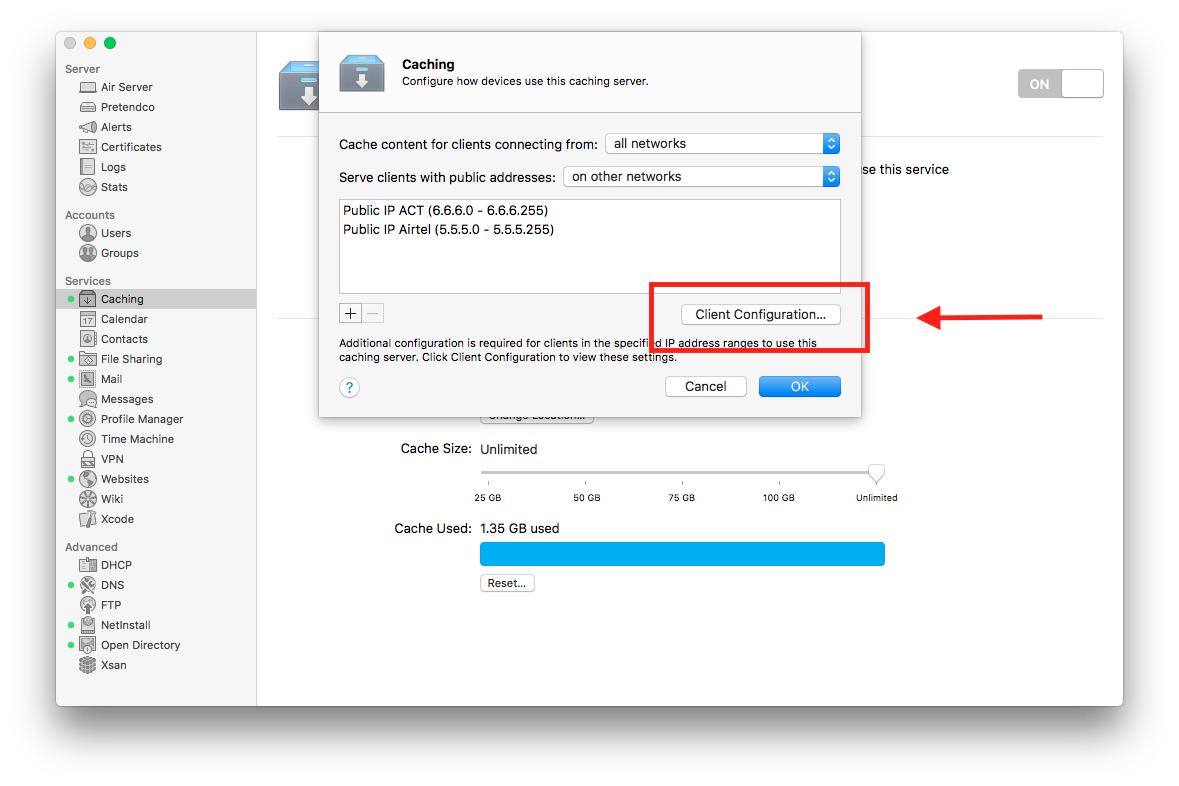 Server
Air Server
Pretendco
Alerts
Certificates
Logs
Stats
Accounts
Users
Groups
Services
Caching
17 Calendar
Contacts
File Sharing
Mail
Messages
Profile Manager
Time Machine
VPN
Websites
Wiki
Xcode
Advanced
DHCP
DNS
FTP
NetInstall
Open Directory
Xsan
Caching
Configure how devices use this caching server.
ON
Cache content for clients connecting from: all networks
se this service
Serve clients with public addresses: on other networks
Public IP ACT (6.6.6.0 - 6.6.6.255)
Public IP Airtel (5.5.5.0 - 5.5.5.255)
Client Configuration...
Additional configuration is required for clients in the specified IP address ranges to use this
caching server. Click Client Configuration to view these settings.
? Cancel OK
Change Location...
Cache Size: Unlimited
25 GB 50 GB 75 GB 100 GB Unlimited
Cache Used: 1.35 GB used
Reset...